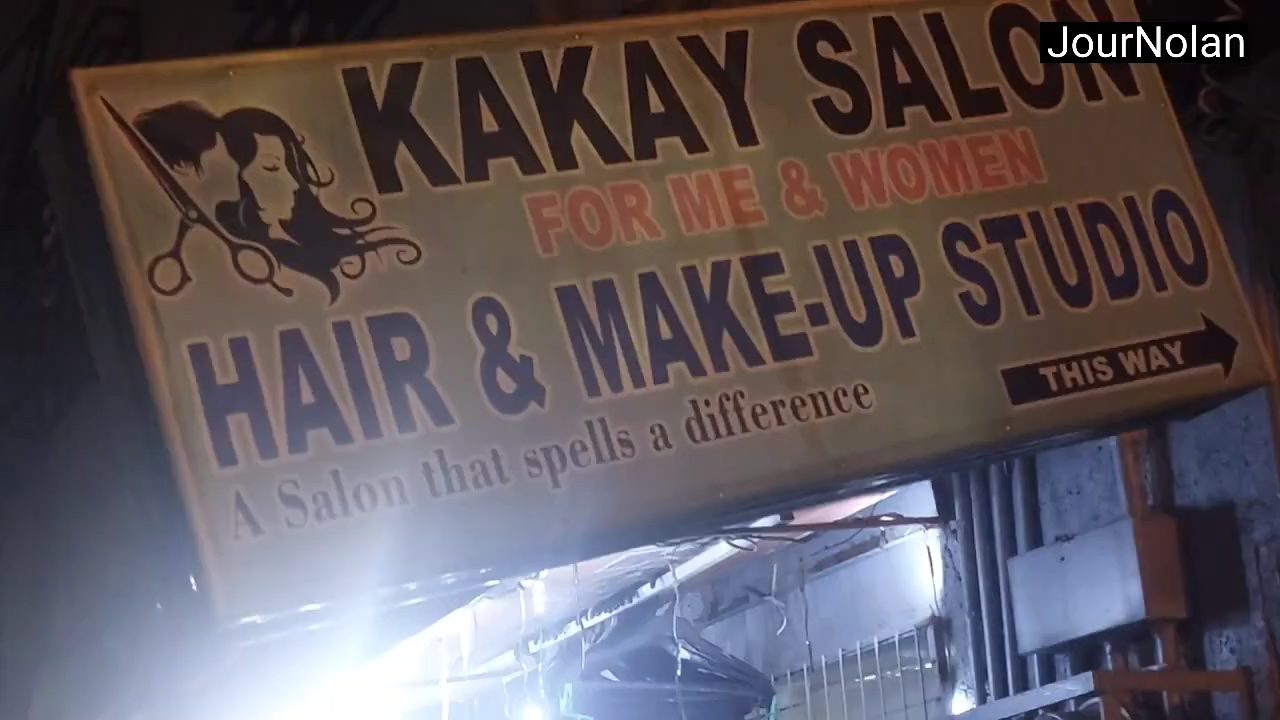 JourNolan
KAKAY SALON
FOR ME & WOMEN
HAIR & MAKE-UP STUDIO
THIS WAY
A Salon that spells a difference